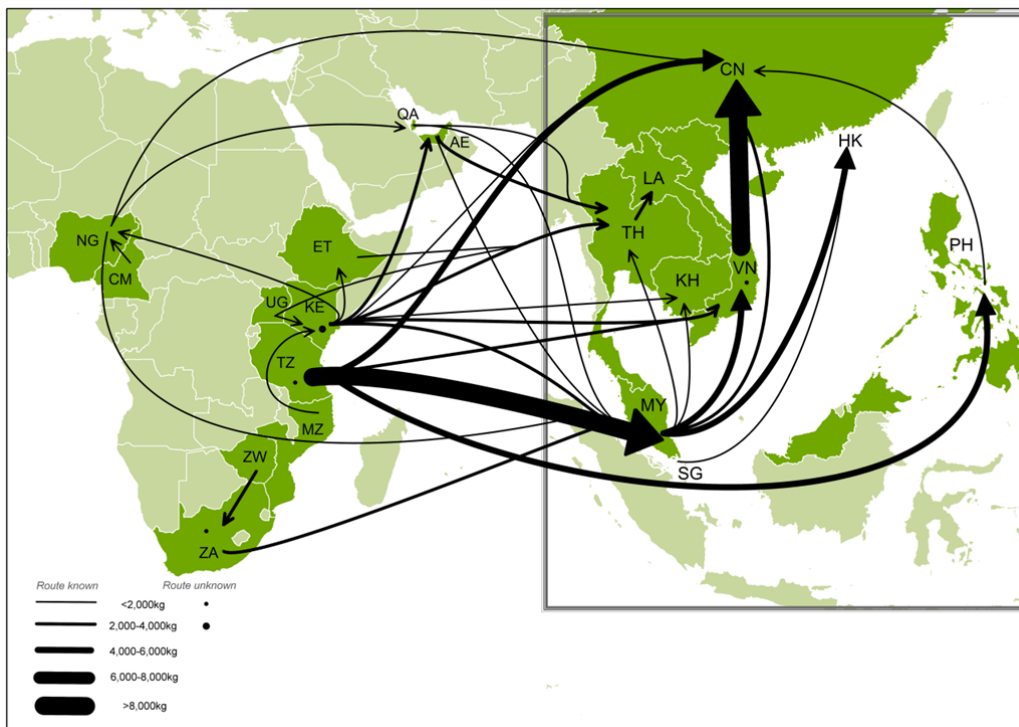 CN
HK
QA
AE
LA
NG
TH
ET
PH
CM
VN
KH
UG
KE
TZ
MY
MZ
ZW
SG
ZA
Route known Route unknown
<2,000kg
2,000-4,000kg
4,000-6,000kg
6,000-8,000kg
>8,000kg